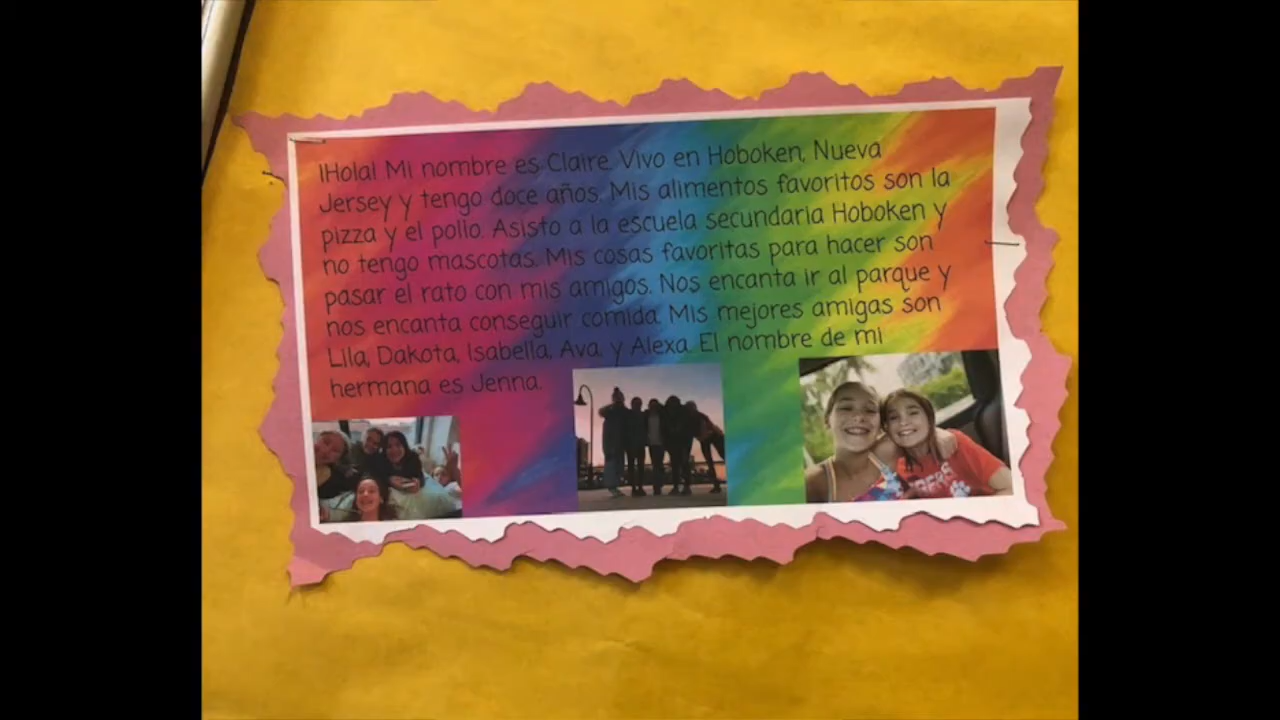 ¡Hola! Mi nombre es Claire. Vivo en Hoboken, Nueva
Jersey y tengo doce años. Mis alimentos favoritos son la
pizza y el pollo. Asisto a la escuela secundaria Hoboken y
no tengo mascotas. Mis cosas favoritas para hacer son
pasar el rato con mis amigos. Nos encanta ir al parque y
nos encanta conseguir comida. Mis mejores amigas son
Lila, Dakota, Isabella, Ava, y Alexa. El nombre de mi
hermana es Jenna.